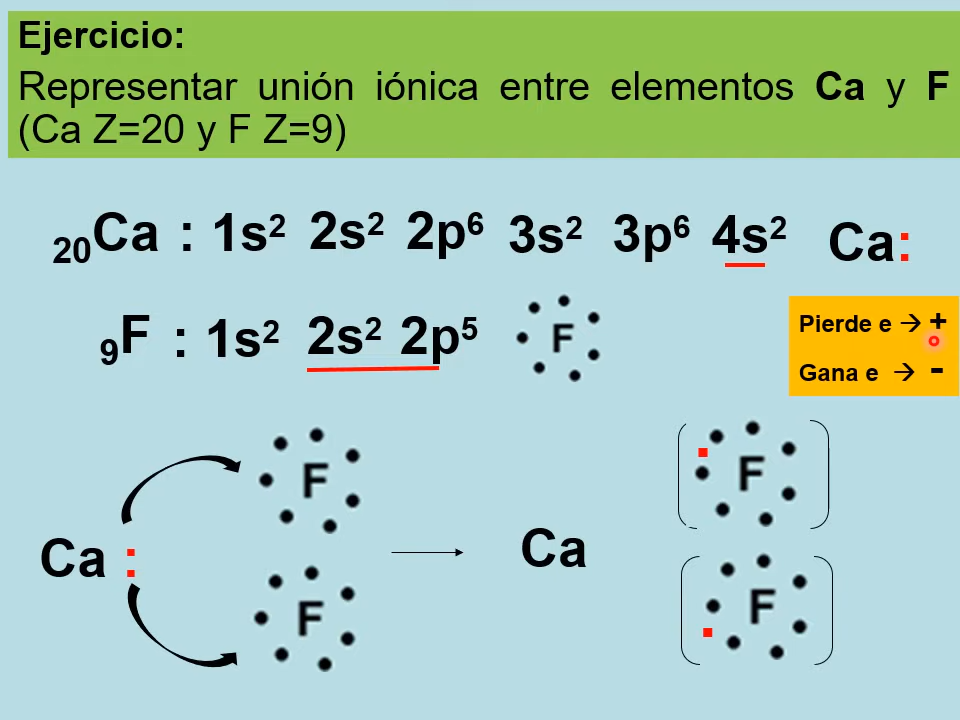 Ejercicio:
Representar unión iónica entre elementos Ca y F
(Ca Z=20 y F Z=9)
₂₀Ca : 1s² 2s² 2p⁶ 3s² 3p⁶ 4s² Ca:
₉F : 1s² 2s² 2p⁵ F
Pierde e → +
Gana e → -
F
F
Ca :
Ca
F
F